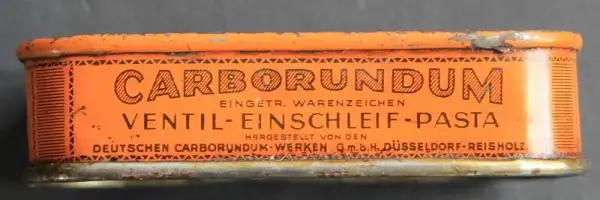 CARBORUNDUM
EINGETR. WARENZEICHEN
VENTIL-EINSCHLEIF-PASTA
HERGESTELLT VON DEN
DEUTSCHEN CARBORUNDUM-WERKEN G.m.b.H. DÜSSELDORF-REISHOLZ